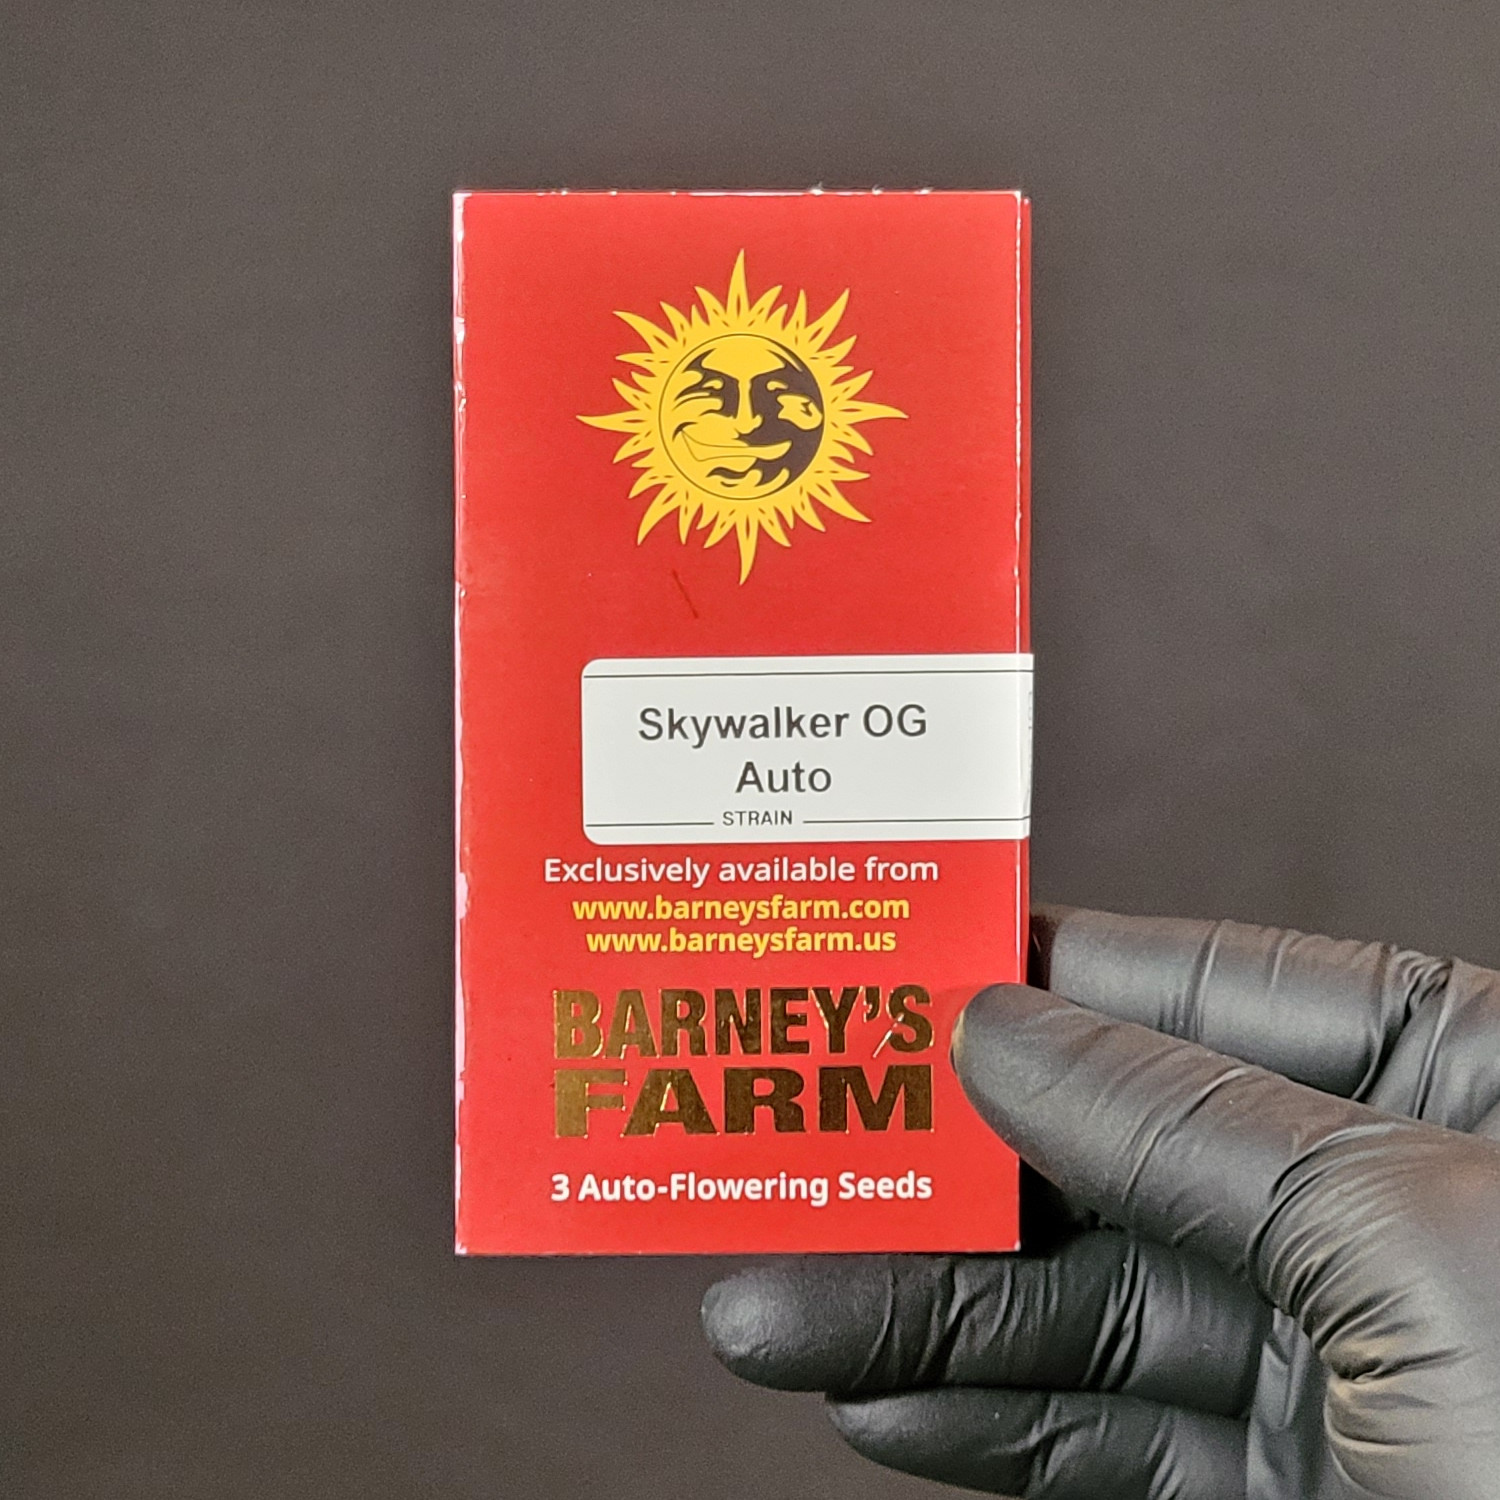 Skywalker OG
Auto
STRAIN
Exclusively available from
www.barneysfarm.com
www.barneysfarm.us
BARNEY'S
FARM
3 Auto-Flowering Seeds